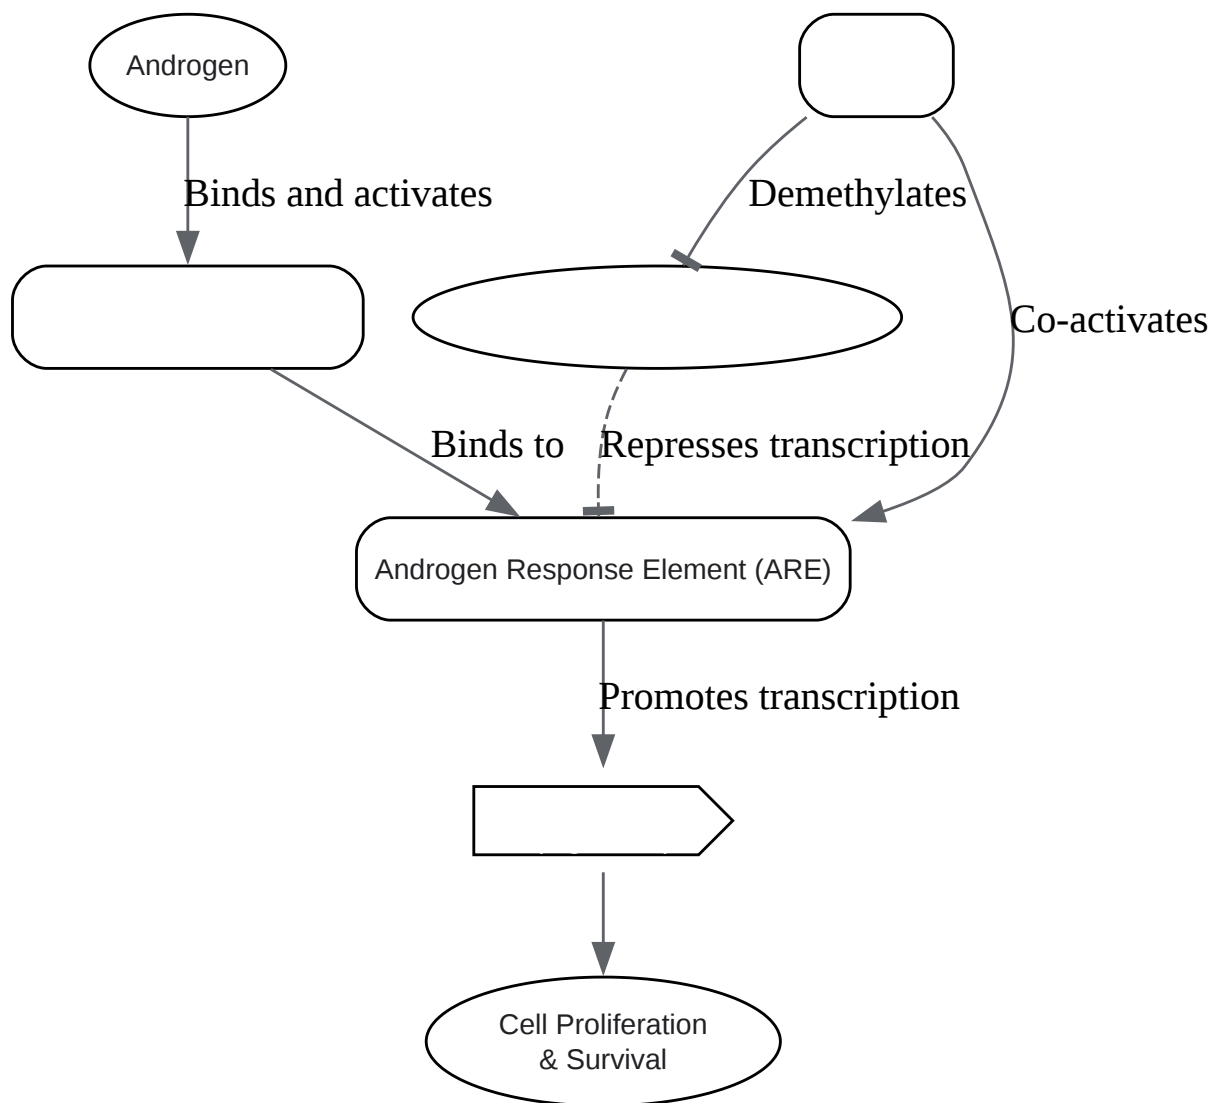 Androgen
Binds and activates
Demethylates
Co-activates
Binds to
Represses transcription
Androgen Response Element (ARE)
Promotes transcription
Cell Proliferation
& Survival